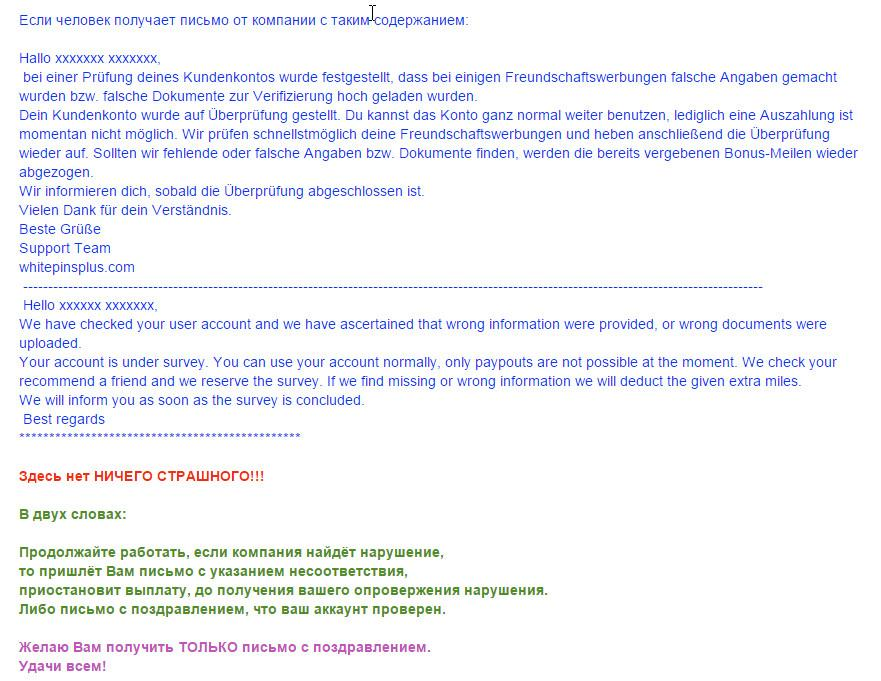 Если человек получает письмо от компании с таким содержанием:
Hallo xxxxxxx xxxxxxx,
bei einer Prüfung deines Kundenkontos wurde festgestellt, dass bei einigen Freundschaftswerbungen falsche Angaben gemacht
wurden bzw. falsche Dokumente zur Verifizierung hoch geladen wurden.
Dein Kundenkonto wurde auf Überprüfung gestellt. Du kannst das Konto ganz normal weiter benutzen, lediglich eine Auszahlung ist
momentan nicht möglich. Wir prüfen schnellstmöglich deine Freundschaftswerbungen und heben anschließend die Überprüfung
wieder auf. Sollten wir fehlende oder falsche Angaben bzw. Dokumente finden, werden die bereits vergebenen Bonus-Meilen wieder
abgezogen.
Wir informieren dich, sobald die Überprüfung abgeschlossen ist.
Vielen Dank für dein Verständnis.
Beste Grüße
Support Team
whitepinsplus.com
-----------------------------------------------------------------------------------------------------------------------------------------------------
Hello xxxxxx xxxxxxx,
We have checked your user account and we have ascertained that wrong information were provided, or wrong documents were
uploaded.
Your account is under survey. You can use your account normally, only paypouts are not possible at the moment. We check your
recommend a friend and we reserve the survey. If we find missing or wrong information we will deduct the given extra miles.
We will inform you as soon as the survey is concluded.
Best regards
***********************************************
Здесь нет НИЧЕГО СТРАШНОГО!!!
В двух словах:
Продолжайте работать, если компания найдёт нарушение,
то пришлёт Вам письмо с указанием несоответствия,
приостановит выплату, до получения вашего опровержения нарушения.
Либо письмо с поздравлением, что ваш аккаунт проверен.
Желаю Вам получить ТОЛЬКО письмо с поздравлением.
Удачи всем!